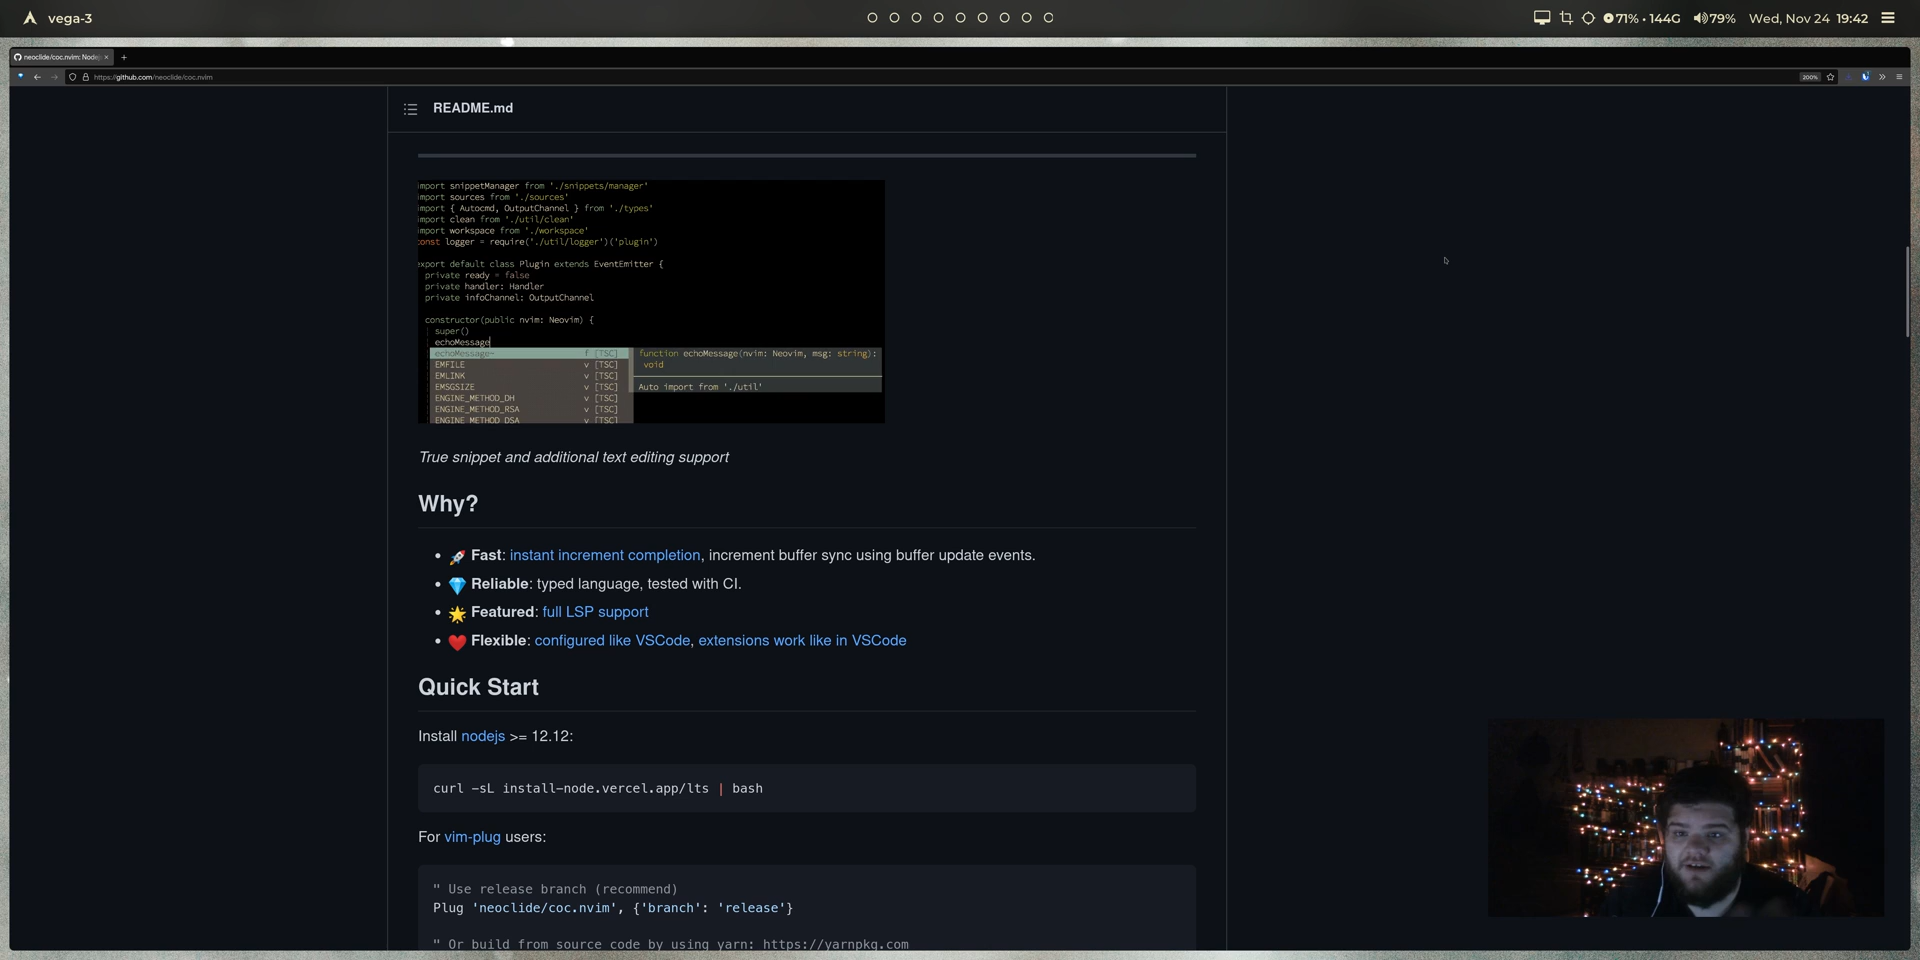 vega-3
71% • 144G
79%
Wed, Nov 24 19:42
neoclide/coc.nvim: Node
https://github.com/neoclide/coc.nvim
200%
README.md
import snippetManager from './snippets/manager'
import sources from './sources'
import { Autocmd, OutputChannel } from './types'
import clean from './util/clean'
import workspace from './workspace'
const logger = require('./util/logger')('plugin')
export default class Plugin extends EventEmitter {
private ready = false
private handler: Handler
private infoChannel: OutputChannel
constructor(public nvim: Neovim) {
super()
echoMessage
echoMessage~ f [TSC]
function echoMessage(nvim: Neovim, msg: string):
EMFILE v [TSC]
void
EMLINK v [TSC]
EMSGSIZE v [TSC]
Auto import from './util'
ENGINE_METHOD_DH v [TSC]
ENGINE_METHOD_RSA v [TSC]
ENGINE_METHOD_DSA v [TSC]
True snippet and additional text editing support
Why?
• 🚀 Fast: instant increment completion, increment buffer sync using buffer update events.
• 💎 Reliable: typed language, tested with CI.
• 🌟 Featured: full LSP support
• ❤️ Flexible: configured like VSCode, extensions work like in VSCode
Quick Start
Install nodejs >= 12.12:
curl -sL install-node.vercel.app/lts | bash
For vim-plug users:
" Use release branch (recommend)
Plug 'neoclide/coc.nvim', {'branch': 'release'}
" Or build from source code by using yarn: https://yarnpkg.com